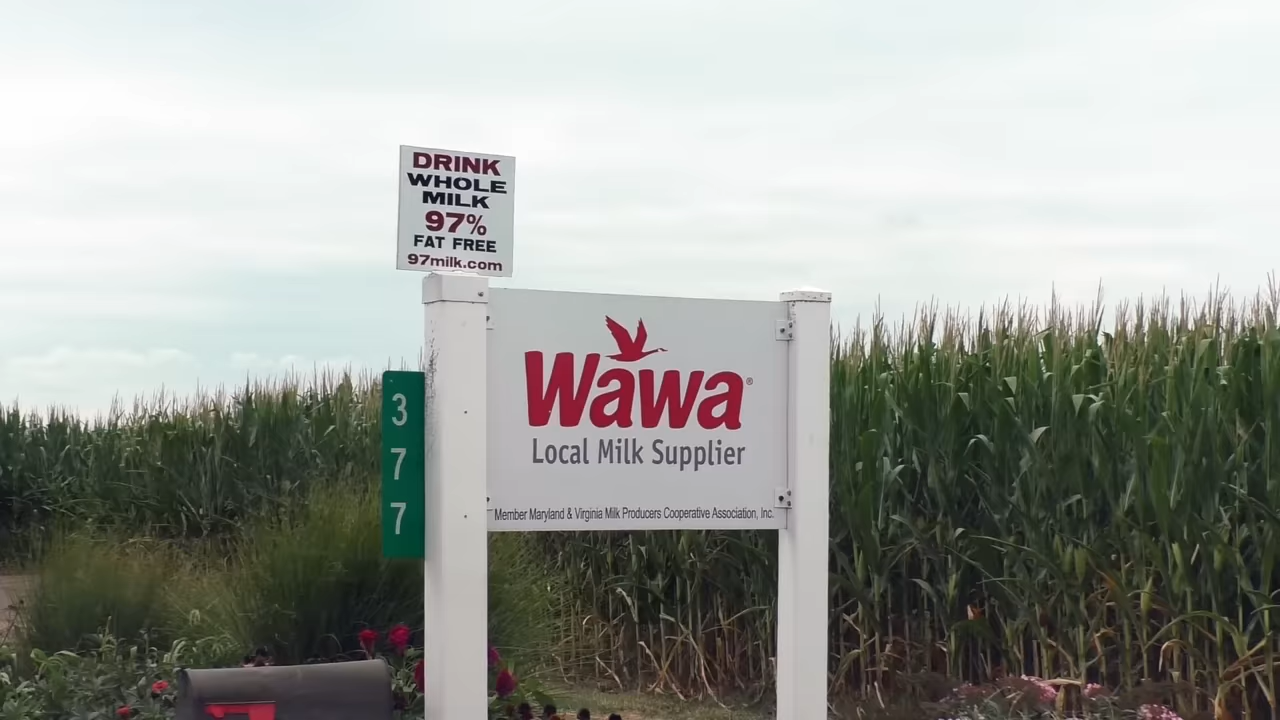 DRINK
WHOLE
MILK
97%
FAT FREE
97milk.com
3
7
7
Wawa®
Local Milk Supplier
Member Maryland & Virginia Milk Producers Cooperative Association, Inc.